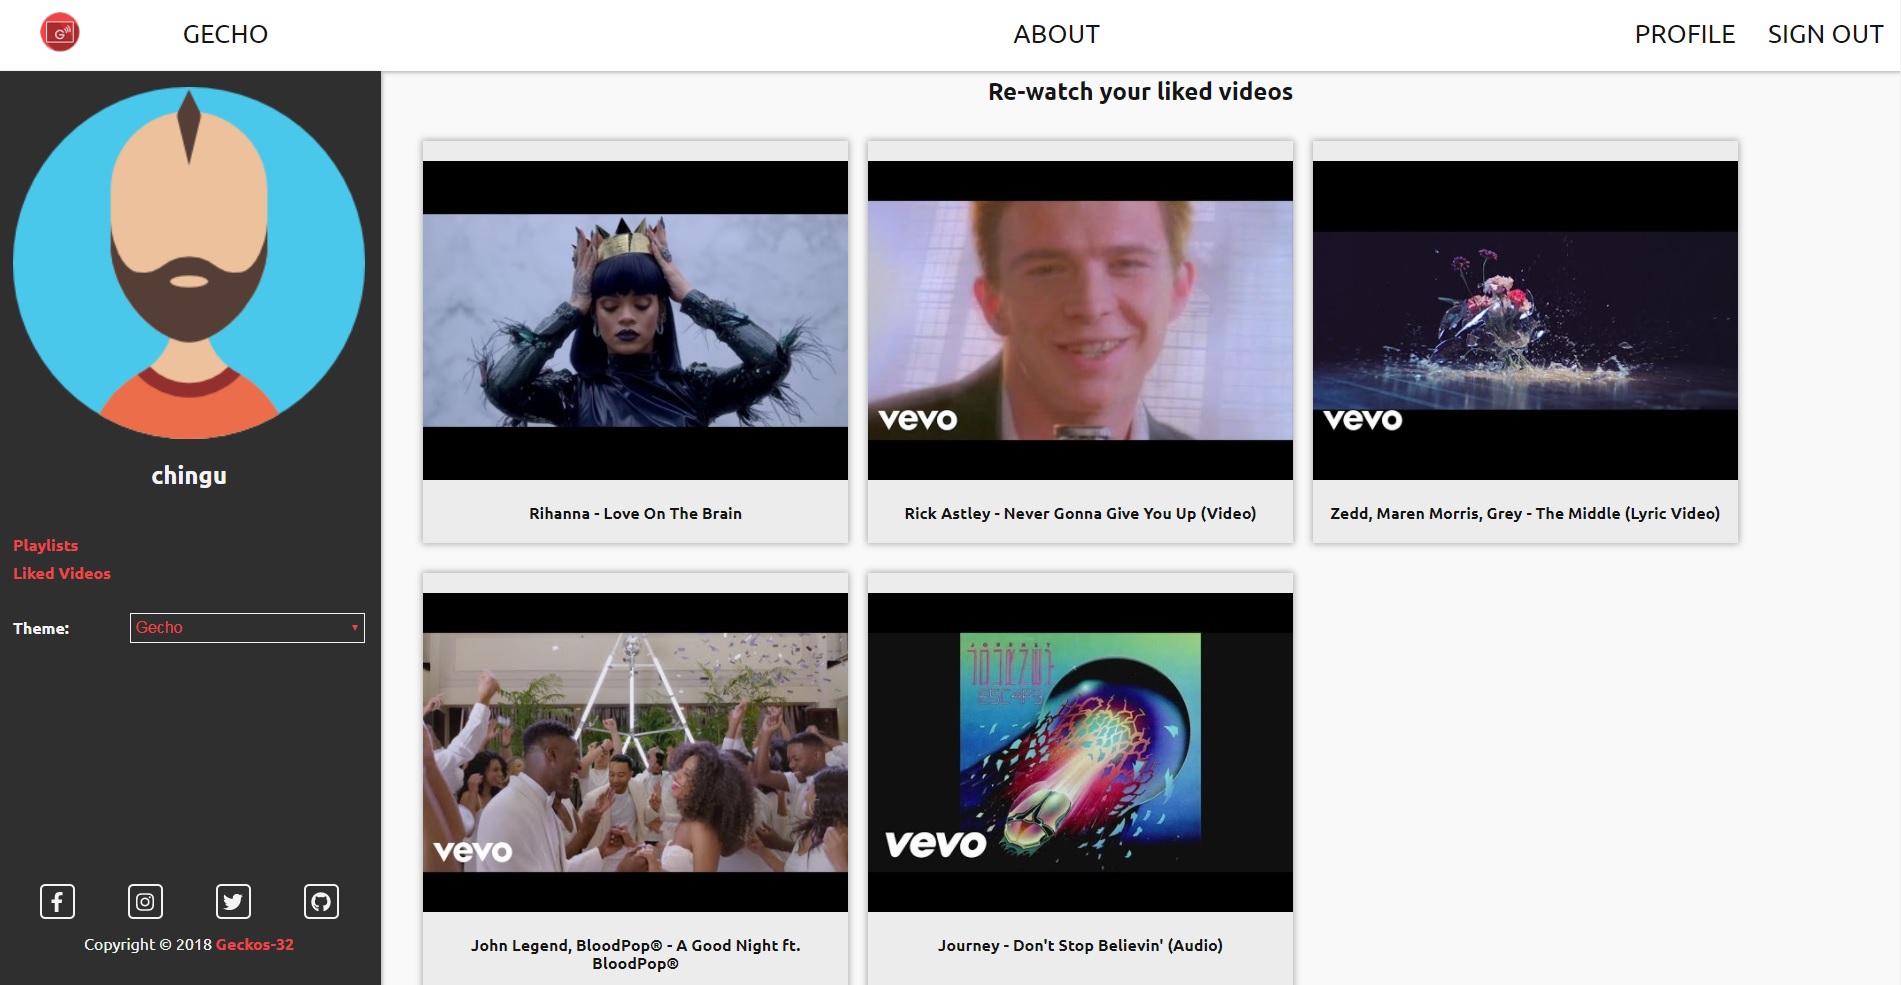 G
GECHO
ABOUT
PROFILE
SIGN OUT
chingu
Playlists
Liked Videos
Theme:
Gecho
Copyright © 2018 Geckos-32
Re-watch your liked videos
Rihanna - Love On The Brain
vevo
Rick Astley - Never Gonna Give You Up (Video)
vevo
Zedd, Maren Morris, Grey - The Middle (Lyric Video)
vevo
John Legend, BloodPop® - A Good Night ft.
BloodPop®
JOURNEY
ESC4P3
vevo
Journey - Don't Stop Believin' (Audio)